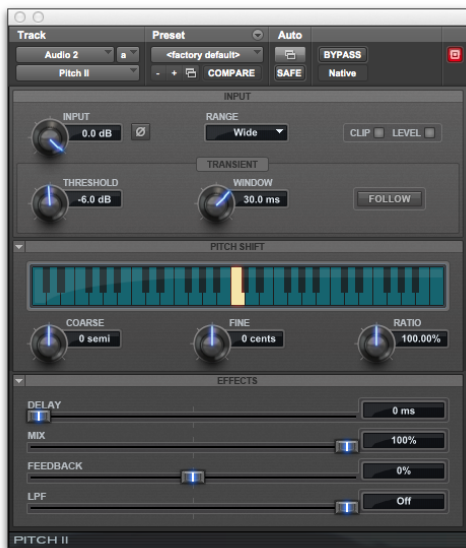 Track Preset Auto
Audio 2 a <factory default> BYPASS
Pitch II - + COMPARE SAFE Native
INPUT
INPUT RANGE
0.0 dB Ø Wide CLIP LEVEL
TRANSIENT
THRESHOLD WINDOW
-6.0 dB 30.0 ms FOLLOW
PITCH SHIFT
COARSE FINE RATIO
0 semi 0 cents 100.00%
EFFECTS
DELAY
0 ms
MIX
100%
FEEDBACK
0%
LPF
Off
PITCH II